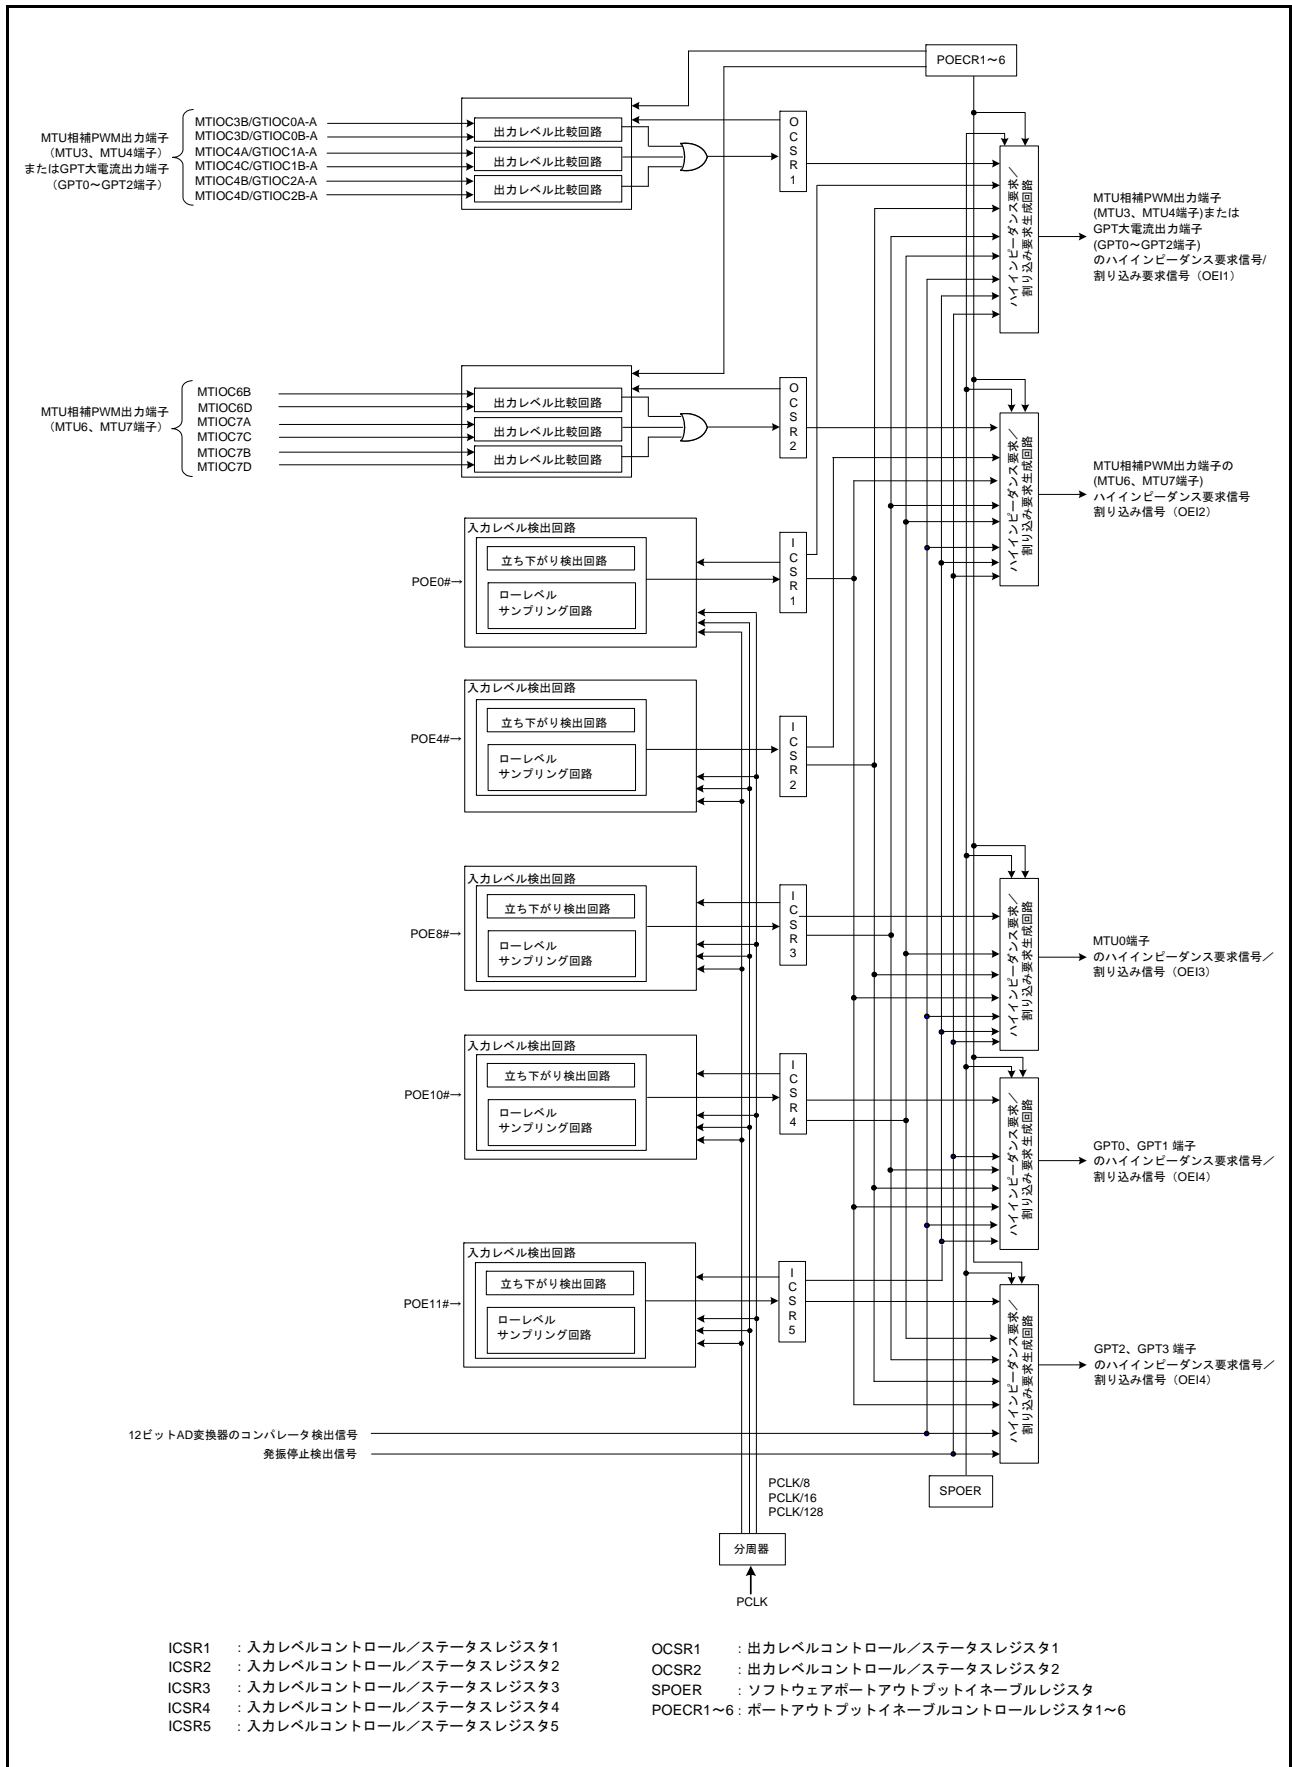 POECR1～6
MTU相補PWM出力端子
（MTU3、MTU4端子）
またはGPT大電流出力端子
（GPT0～GPT2端子）
MTIOC3B/GTIOC0A-A
MTIOC3D/GTIOC0B-A
MTIOC4A/GTIOC1A-A
MTIOC4C/GTIOC1B-A
MTIOC4B/GTIOC2A-A
MTIOC4D/GTIOC2B-A
出力レベル比較回路
出力レベル比較回路
出力レベル比較回路
OCSR1
ハイインピーダンス要求／
割り込み要求生成回路
MTU相補PWM出力端子
(MTU3、MTU4端子)または
GPT大電流出力端子
(GPT0～GPT2端子)
のハイインピーダンス要求信号/
割り込み要求信号（OEI1）
MTU相補PWM出力端子
（MTU6、MTU7端子）
MTIOC6B
MTIOC6D
MTIOC7A
MTIOC7C
MTIOC7B
MTIOC7D
出力レベル比較回路
出力レベル比較回路
出力レベル比較回路
OCSR2
ハイインピーダンス要求／
割り込み要求生成回路
MTU相補PWM出力端子の
(MTU6、MTU7端子)
ハイインピーダンス要求信号
割り込み信号（OEI2）
入力レベル検出回路
立ち下がり検出回路
POE0#→
ローレベル
サンプリング回路
ICSR1
入力レベル検出回路
立ち下がり検出回路
POE4#→
ローレベル
サンプリング回路
ICSR2
入力レベル検出回路
立ち下がり検出回路
POE8#→
ローレベル
サンプリング回路
ICSR3
ハイインピーダンス要求／
割り込み要求生成回路
MTU0端子
のハイインピーダンス要求信号／
割り込み信号（OEI3）
入力レベル検出回路
立ち下がり検出回路
POE10#→
ローレベル
サンプリング回路
ICSR4
ハイインピーダンス要求／
割り込み要求生成回路
GPT0、GPT1 端子
のハイインピーダンス要求信号／
割り込み信号（OEI4）
入力レベル検出回路
立ち下がり検出回路
POE11#→
ローレベル
サンプリング回路
ICSR5
ハイインピーダンス要求／
割り込み要求生成回路
GPT2、GPT3 端子
のハイインピーダンス要求信号／
割り込み信号（OEI4）
12ビットAD変換器のコンパレータ検出信号
発振停止検出信号
PCLK/8
PCLK/16
PCLK/128
SPOER
分周器
PCLK
ICSR1 ：入力レベルコントロール／ステータスレジスタ1
ICSR2 ：入力レベルコントロール／ステータスレジスタ2
ICSR3 ：入力レベルコントロール／ステータスレジスタ3
ICSR4 ：入力レベルコントロール／ステータスレジスタ4
ICSR5 ：入力レベルコントロール／ステータスレジスタ5
OCSR1 ：出力レベルコントロール／ステータスレジスタ1
OCSR2 ：出力レベルコントロール／ステータスレジスタ2
SPOER ：ソフトウェアポートアウトプットイネーブルレジスタ
POECR1～6：ポートアウトプットイネーブルコントロールレジスタ1～6